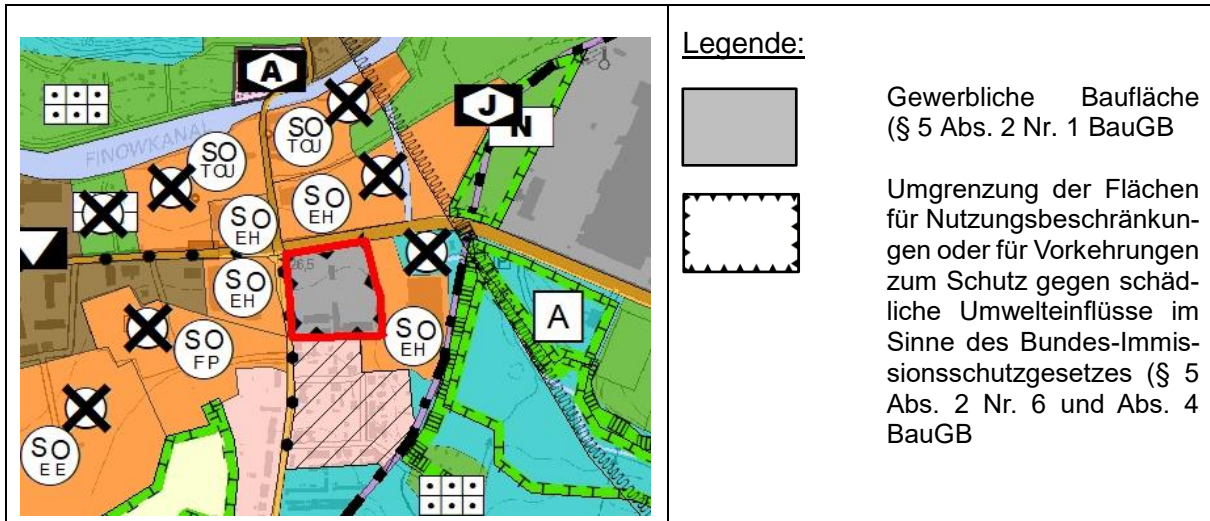 A
J
N
FINOWKANAL
SO
TOU
SO
TOU
SO
EH
SO
EH
26,5
SO
EH
A
SO
FP
SO
EH
SO
EE
Legende:
Gewerbliche Baufläche
(§ 5 Abs. 2 Nr. 1 BauGB
Umgrenzung der Flächen
für Nutzungsbeschränkun-
gen oder für Vorkehrungen
zum Schutz gegen schäd-
liche Umwelteinflüsse im
Sinne des Bundes-Immis-
sionsschutzgesetzes (§ 5
Abs. 2 Nr. 6 und Abs. 4
BauGB